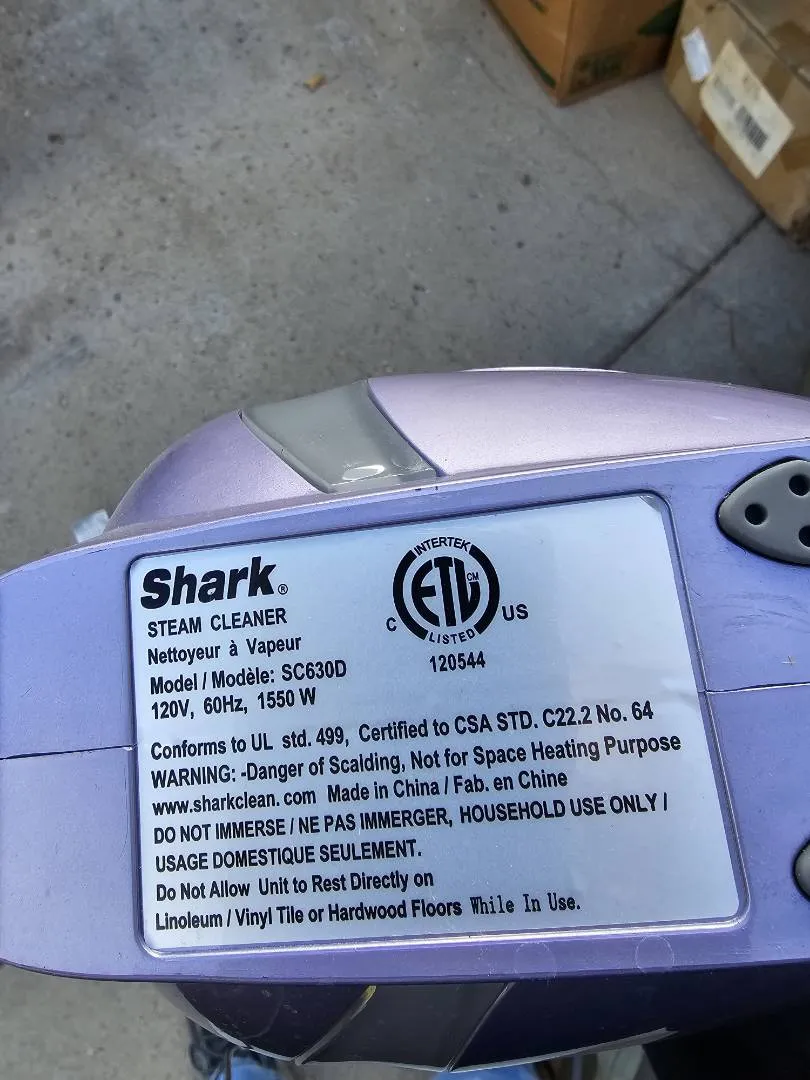 Shark®
STEAM CLEANER
Nettoyeur à Vapeur
Model / Modèle: SC630D
120V, 60Hz, 1550 W
INTERTEK
ETL CM
LISTED
C US
120544
Conforms to UL std. 499, Certified to CSA STD. C22.2 No. 64
WARNING: -Danger of Scalding, Not for Space Heating Purpose
www.sharkclean. com Made in China / Fab. en Chine
DO NOT IMMERSE / NE PAS IMMERGER, HOUSEHOLD USE ONLY /
USAGE DOMESTIQUE SEULEMENT.
Do Not Allow Unit to Rest Directly on
Linoleum / Vinyl Tile or Hardwood Floors While In Use.